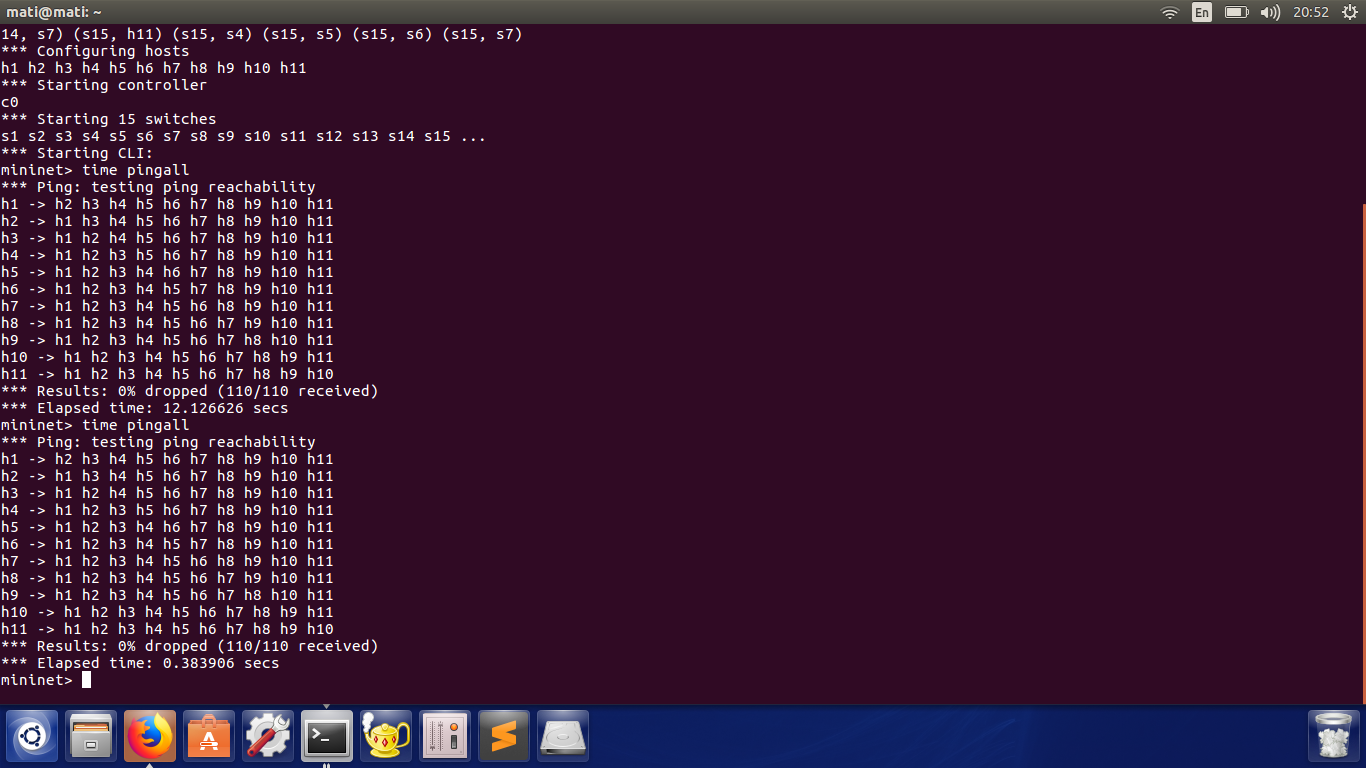 mati@mati: ~
En
20:52
14, s7) (s15, h11) (s15, s4) (s15, s5) (s15, s6) (s15, s7)
*** Configuring hosts
h1 h2 h3 h4 h5 h6 h7 h8 h9 h10 h11
*** Starting controller
c0
*** Starting 15 switches
s1 s2 s3 s4 s5 s6 s7 s8 s9 s10 s11 s12 s13 s14 s15 ...
*** Starting CLI:
mininet> time pingall
*** Ping: testing ping reachability
h1 -> h2 h3 h4 h5 h6 h7 h8 h9 h10 h11
h2 -> h1 h3 h4 h5 h6 h7 h8 h9 h10 h11
h3 -> h1 h2 h4 h5 h6 h7 h8 h9 h10 h11
h4 -> h1 h2 h3 h5 h6 h7 h8 h9 h10 h11
h5 -> h1 h2 h3 h4 h6 h7 h8 h9 h10 h11
h6 -> h1 h2 h3 h4 h5 h7 h8 h9 h10 h11
h7 -> h1 h2 h3 h4 h5 h6 h8 h9 h10 h11
h8 -> h1 h2 h3 h4 h5 h6 h7 h9 h10 h11
h9 -> h1 h2 h3 h4 h5 h6 h7 h8 h10 h11
h10 -> h1 h2 h3 h4 h5 h6 h7 h8 h9 h11
h11 -> h1 h2 h3 h4 h5 h6 h7 h8 h9 h10
*** Results: 0% dropped (110/110 received)
*** Elapsed time: 12.126626 secs
mininet> time pingall
*** Ping: testing ping reachability
h1 -> h2 h3 h4 h5 h6 h7 h8 h9 h10 h11
h2 -> h1 h3 h4 h5 h6 h7 h8 h9 h10 h11
h3 -> h1 h2 h4 h5 h6 h7 h8 h9 h10 h11
h4 -> h1 h2 h3 h5 h6 h7 h8 h9 h10 h11
h5 -> h1 h2 h3 h4 h6 h7 h8 h9 h10 h11
h6 -> h1 h2 h3 h4 h5 h7 h8 h9 h10 h11
h7 -> h1 h2 h3 h4 h5 h6 h8 h9 h10 h11
h8 -> h1 h2 h3 h4 h5 h6 h7 h9 h10 h11
h9 -> h1 h2 h3 h4 h5 h6 h7 h8 h10 h11
h10 -> h1 h2 h3 h4 h5 h6 h7 h8 h9 h11
h11 -> h1 h2 h3 h4 h5 h6 h7 h8 h9 h10
*** Results: 0% dropped (110/110 received)
*** Elapsed time: 0.383906 secs
mininet>